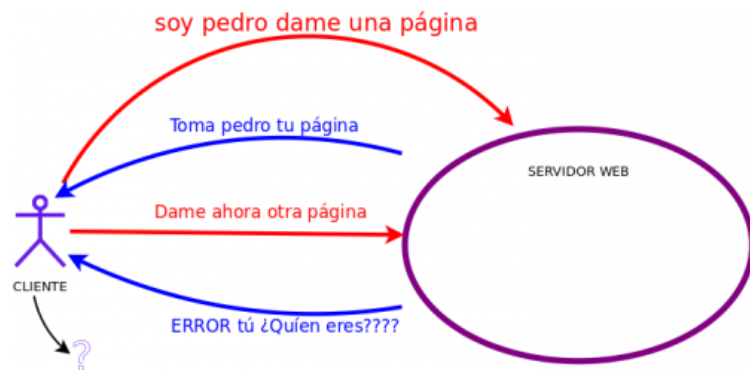 soy pedro dame una página
Toma pedro tu página
SERVIDOR WEB
Dame ahora otra página
CLIENTE
ERROR tú ¿Quíen eres????
?